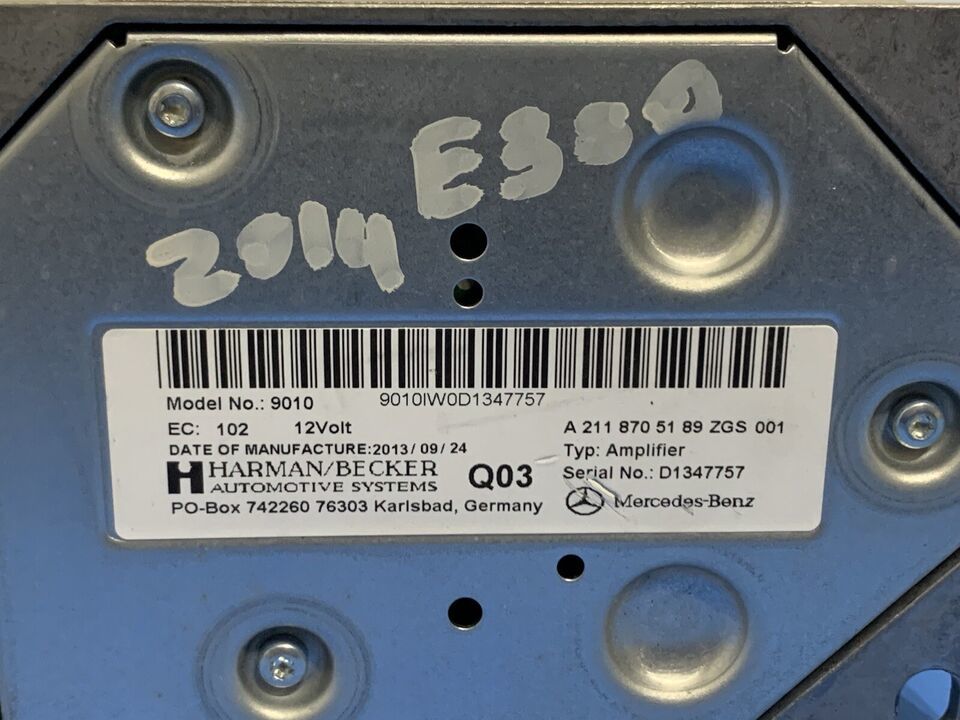 2014 E350
9010IW0D1347757
Model No.: 9010
EC: 102 12Volt
A 211 870 51 89 ZGS 001
DATE OF MANUFACTURE:2013/09/24
Typ: Amplifier
HARMAN/BECKER
AUTOMOTIVE SYSTEMS
Q03
Serial No.: D1347757
PO-Box 742260 76303 Karlsbad, Germany
Mercedes-Benz